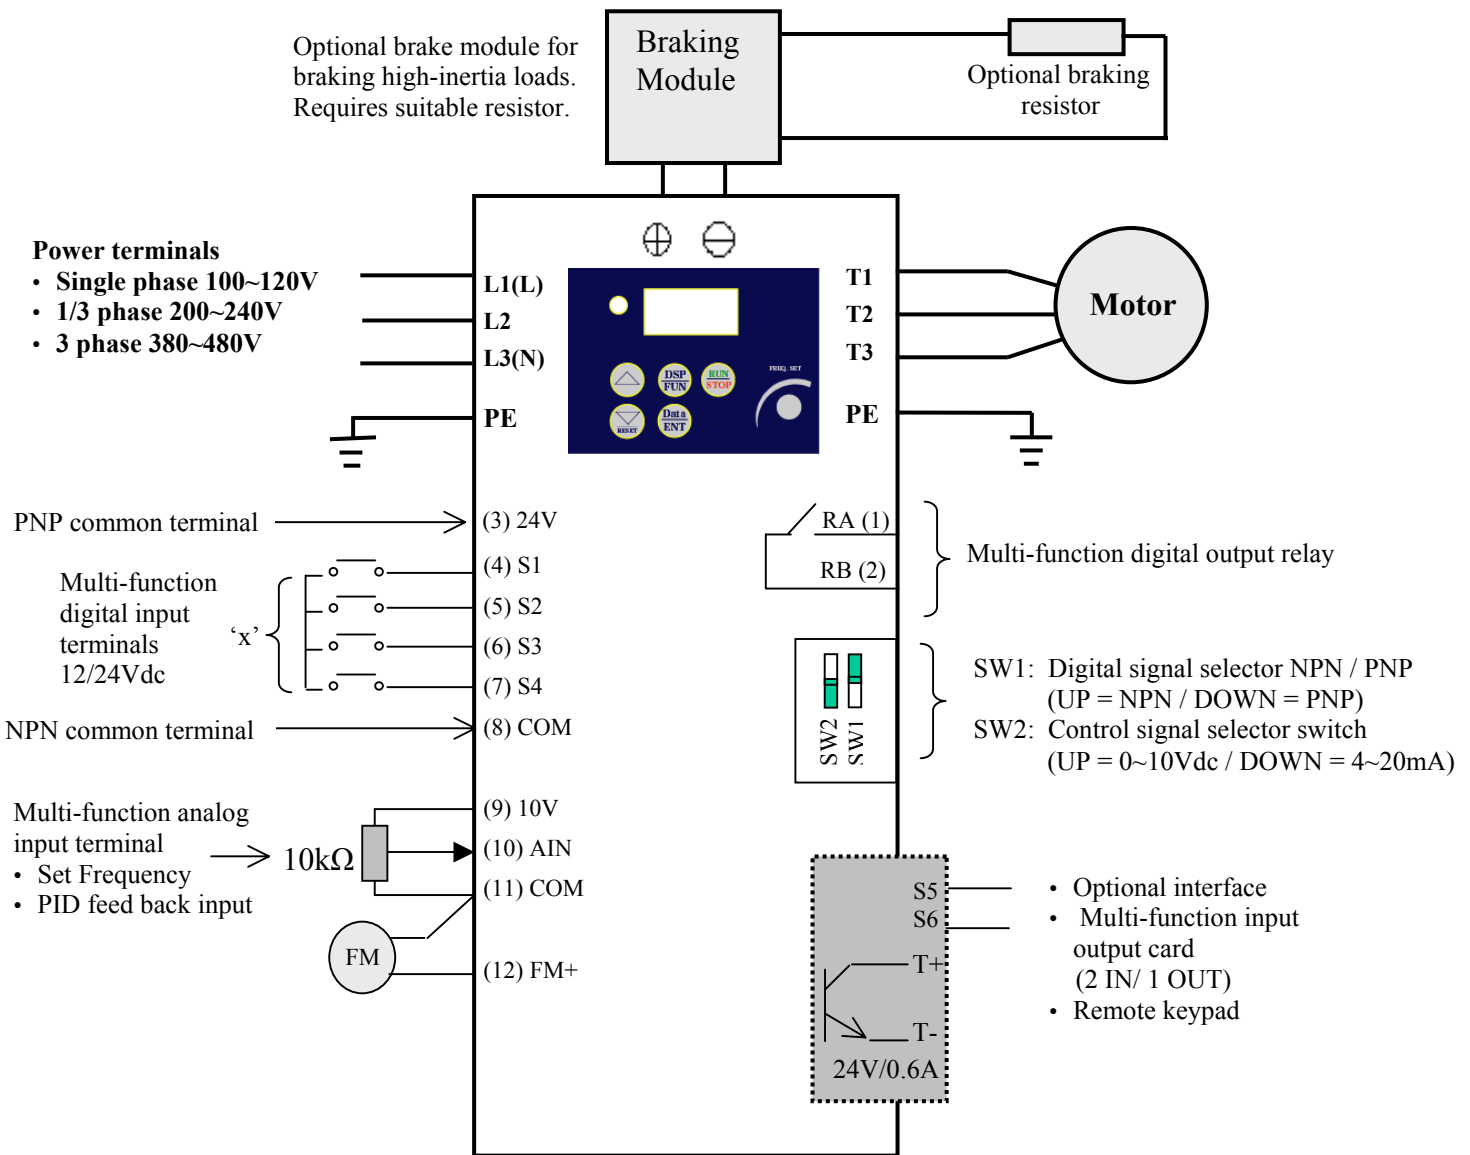 Optional brake module for
braking high-inertia loads.
Requires suitable resistor.
Braking
Module
Optional braking
resistor
Power terminals
• Single phase 100~120V
• 1/3 phase 200~240V
• 3 phase 380~480V
L1(L)
L2
L3(N)
PE
DSP
FUN
RUN
STOP
RESET
Data
ENT
FREQ. SET
T1
T2
T3
PE
Motor
PNP common terminal
(3) 24V
Multi-function
digital input
terminals
12/24Vdc
‘x’
(4) S1
(5) S2
(6) S3
(7) S4
NPN common terminal
(8) COM
RA (1)
RB (2)
Multi-function digital output relay
SW2
SW1
SW1: Digital signal selector NPN / PNP
(UP = NPN / DOWN = PNP)
SW2: Control signal selector switch
(UP = 0~10Vdc / DOWN = 4~20mA)
Multi-function analog
input terminal
• Set Frequency
• PID feed back input
10kΩ
(9) 10V
(10) AIN
(11) COM
FM
(12) FM+
S5
S6
T+
T-
24V/0.6A
• Optional interface
• Multi-function input
output card
(2 IN/ 1 OUT)
• Remote keypad